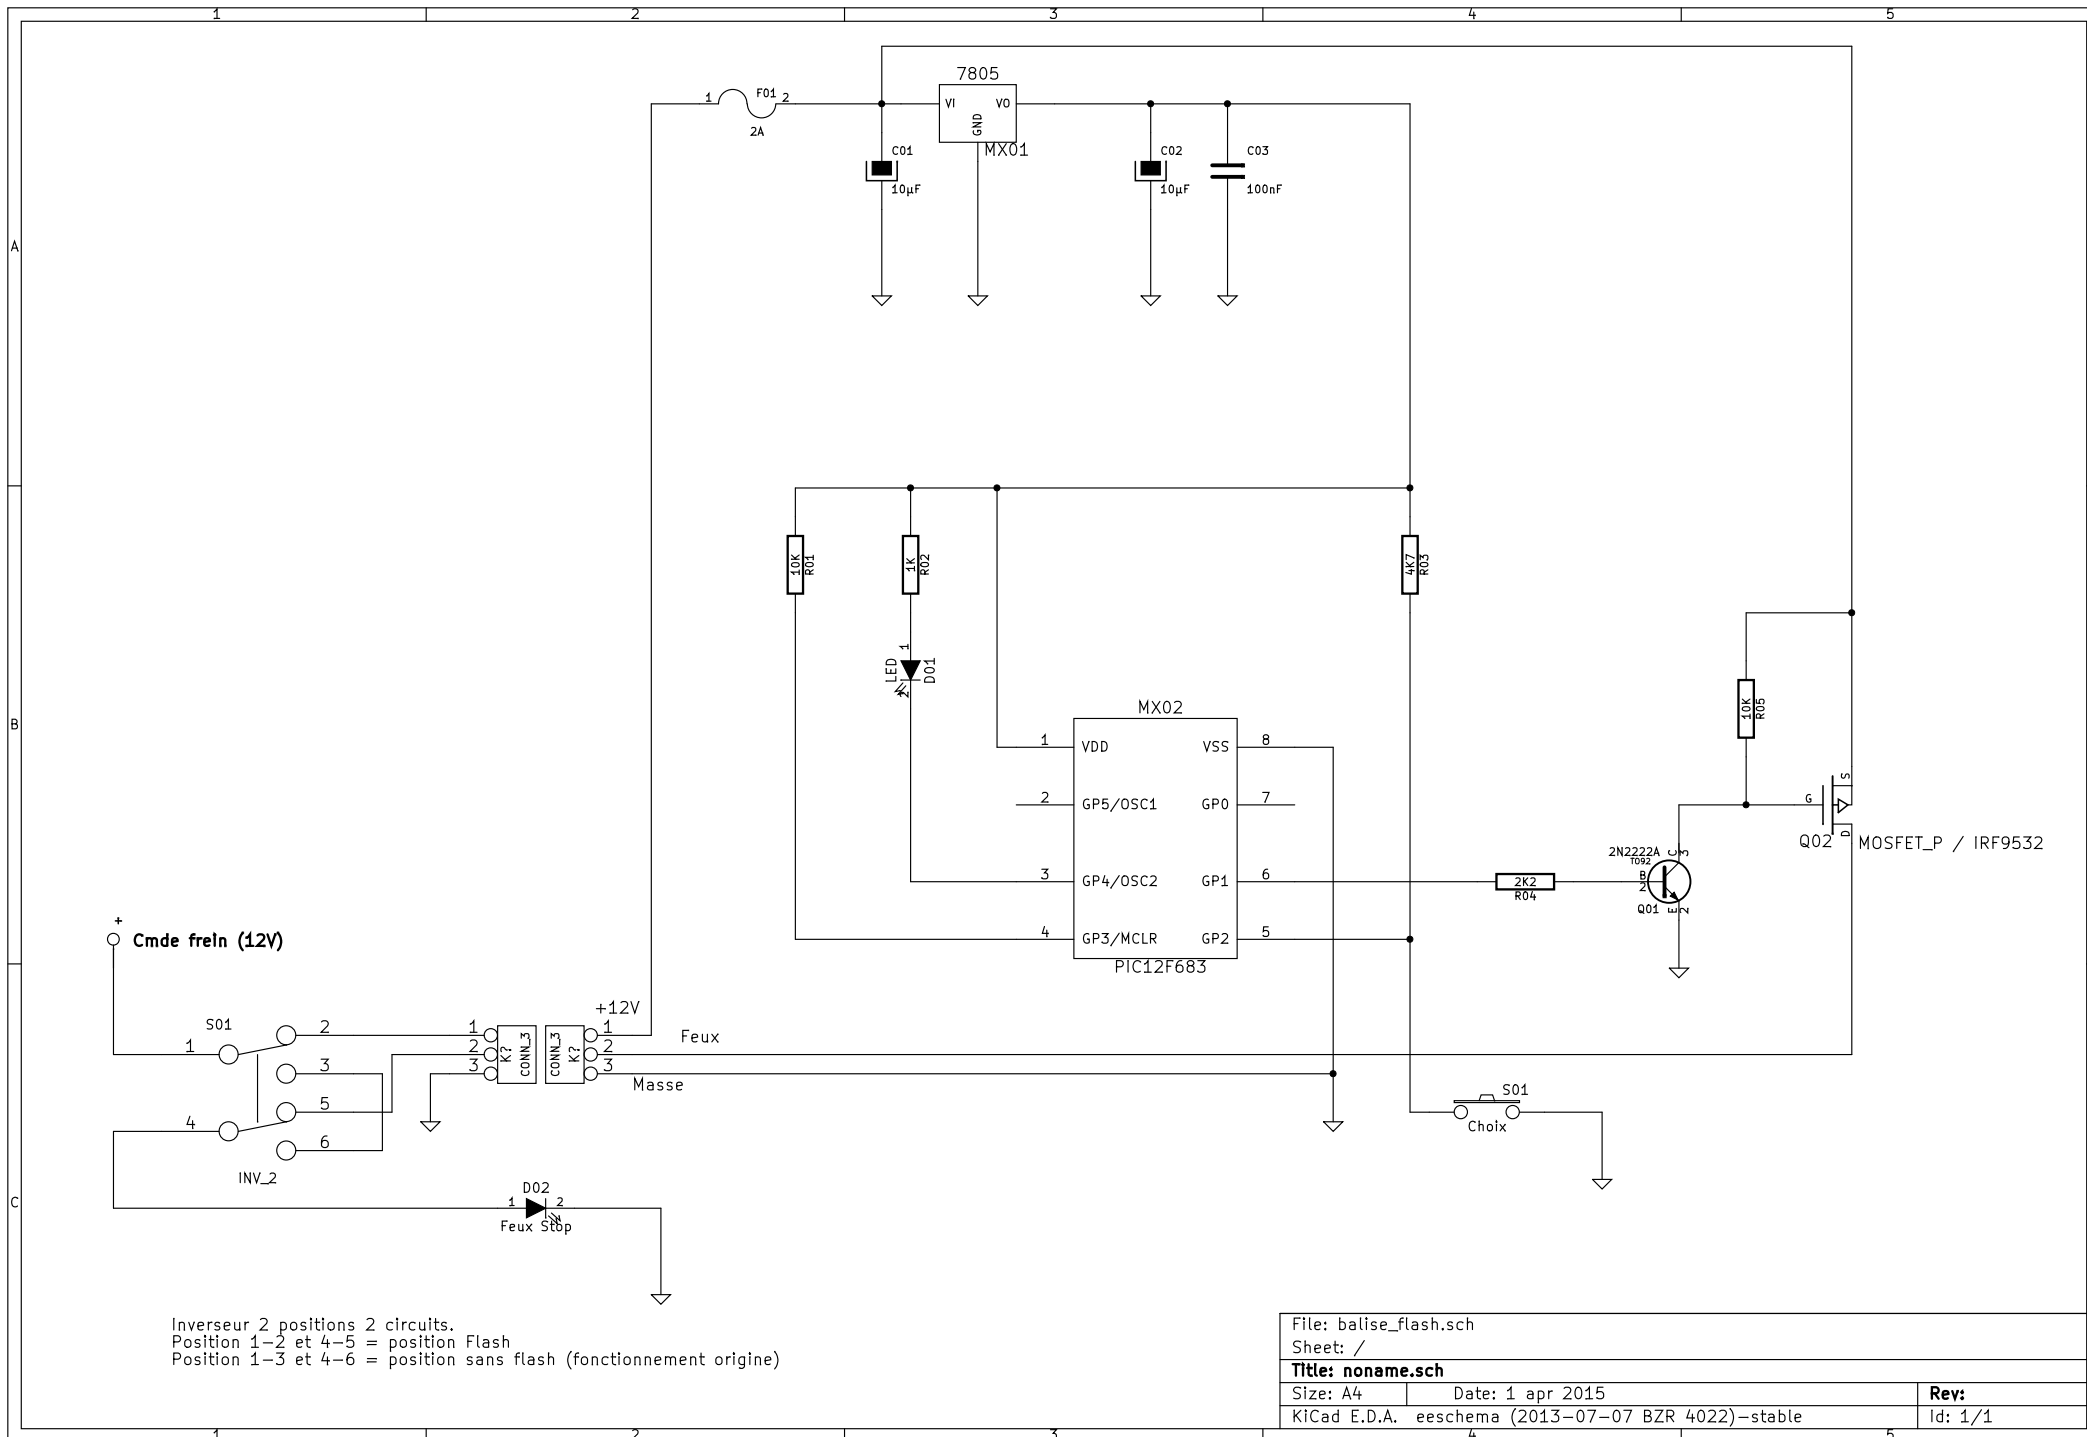 1 2 3 4 5
7805
1 F01 2
2A
VI VO
GND
MX01
C01
10µF
C02
10µF
C03
100nF
A
10K
R01
1K
R02
4K7
R03
1
LED
D01
2
B
MX02
1 VDD VSS 8
2 GP5/OSC1 GP0 7
3 GP4/OSC2 GP1 6
4 GP3/MCLR GP2 5
PIC12F683
10K
R05
S
G
D
Q02
MOSFET_P / IRF9532
2N2222A
TO92
C
3
B
2
Q01
E
2
2K2
R04
+
Cmde frein (12V)
S01
1
2
3
4
5
6
INV_2
1
2
3
K?
CONN_3
CONN_3
K?
+12V
1
2
3
Feux
Masse
S01
Choix
C
D02
1 2
Feux Stop
Inverseur 2 positions 2 circuits.
Position 1-2 et 4-5 = position Flash
Position 1-3 et 4-6 = position sans flash (fonctionnement origine)
File: balise_flash.sch
Sheet: /
Title: noname.sch
Size: A4 Date: 1 apr 2015 Rev:
KiCad E.D.A. eeschema (2013-07-07 BZR 4022)-stable Id: 1/1
1 2 3 4 5